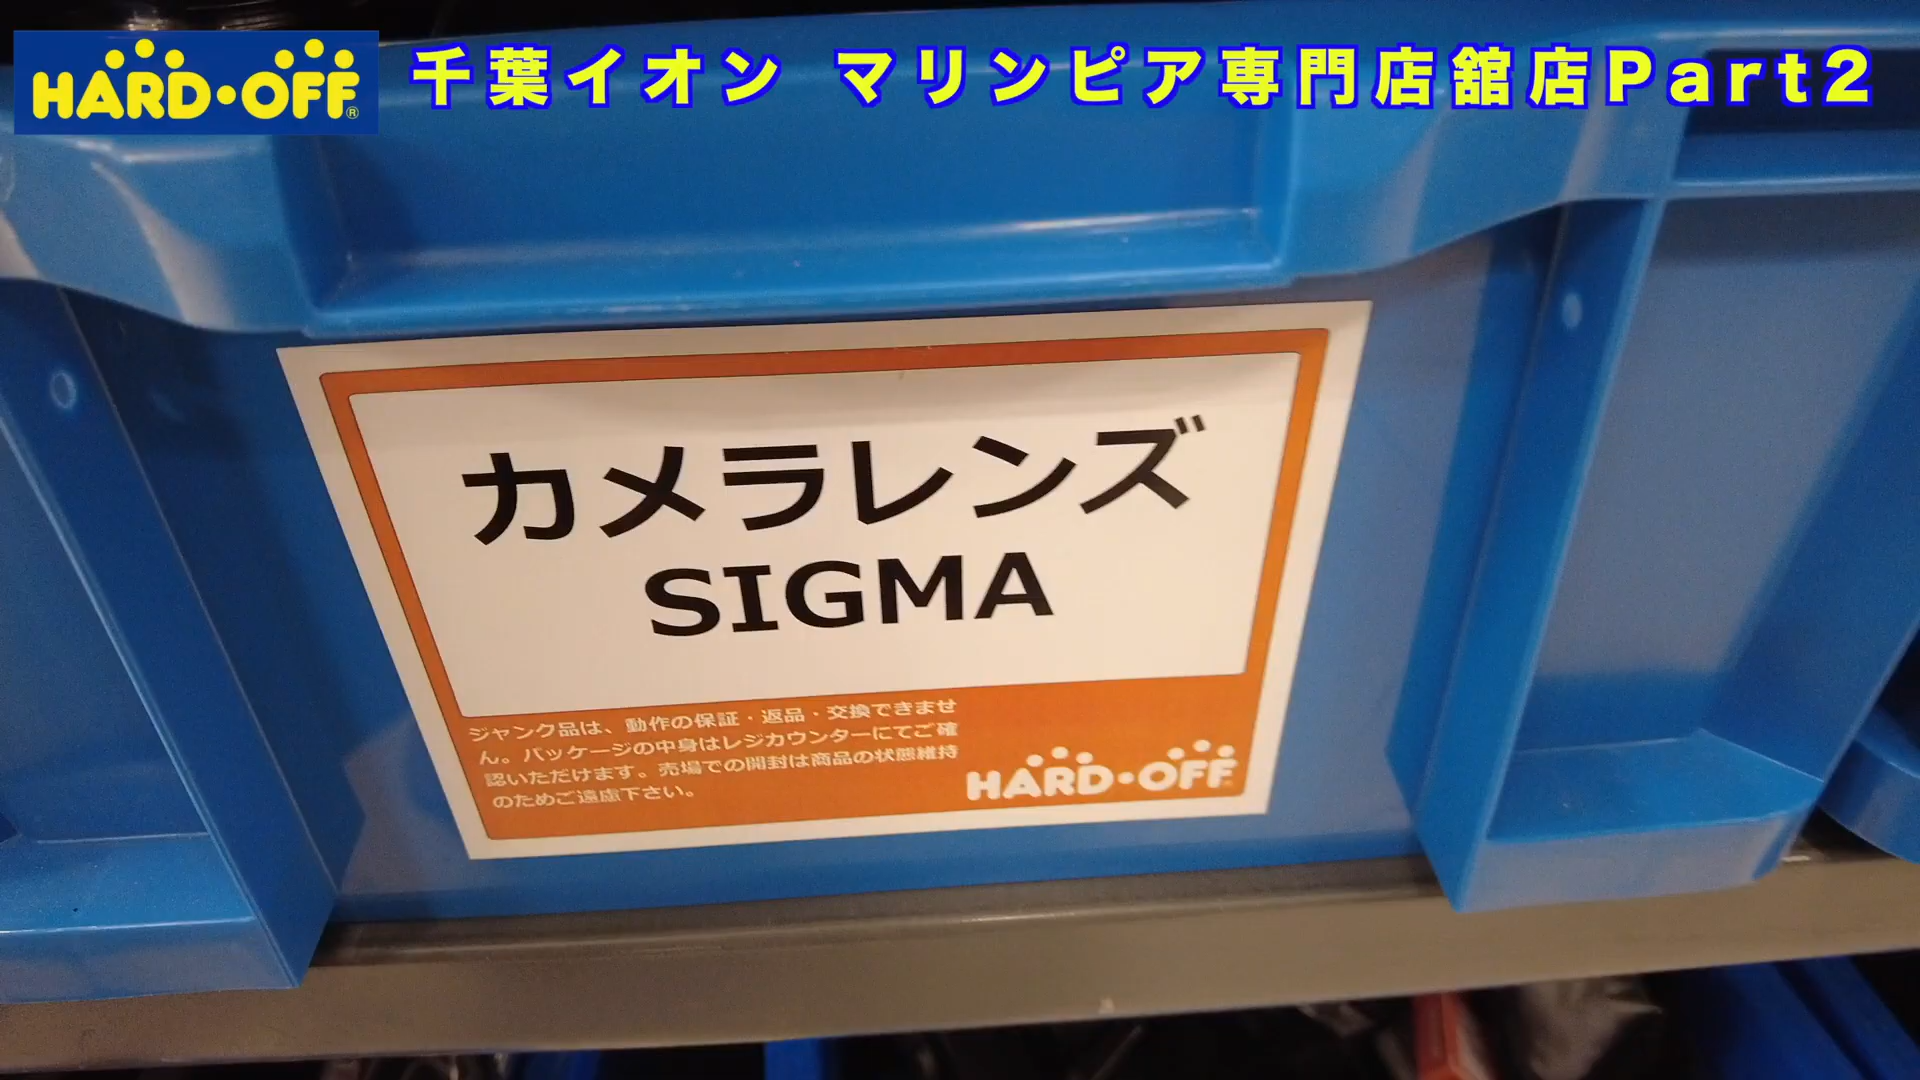 HARD・OFF®
千葉イオン マリンピア専門店舘店Part2
カメラレンズ
SIGMA
ジャンク品は、動作の保証・返品・交換できませ
ん。パッケージの中身はレジカウンターにてご確
認いただけます。売場での開封は商品の状態維持
のためご遠慮下さい。
HARD・OFF